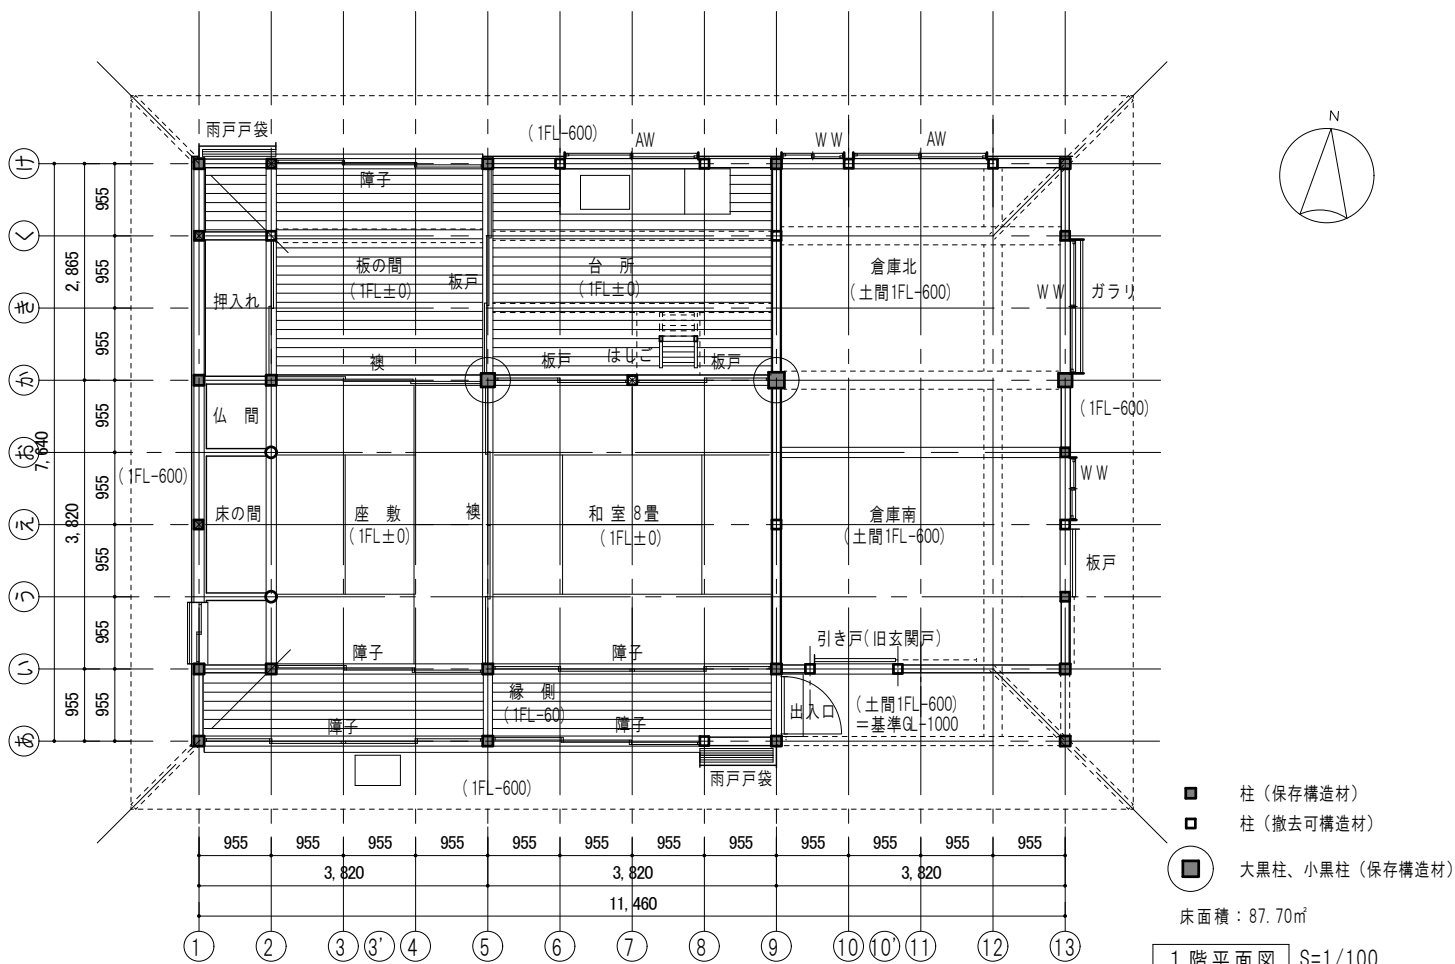 N
雨戸戸袋
(1FL-600)
AW
WW
AW
け
障子
955
く
板の間
(1FL±0)
板戸
台 所
(1FL±0)
倉庫北
(土間1FL-600)
WW
ガラリ
2,865
955
押入れ
き
955
襖
板戸
はしご
板戸
か
(1FL-600)
仏 間
955
7,640
お
(1FL-600)
WW
955
3,820
床の間
座 敷
(1FL±0)
襖
和室8畳
(1FL±0)
倉庫南
(土間1FL-600)
え
板戸
955
う
955
障子
障子
引き戸(旧玄関戸)
い
955
955
縁 側
(1FL-60)
障子
障子
出入口
(土間1FL-600)
=基準GL-1000
あ
雨戸戸袋
(1FL-600)
柱(保存構造材)
柱(撤去可構造材)
大黒柱、小黒柱(保存構造材)
955 955 955 955 955 955 955 955 955 955 955 955
3,820 3,820 3,820
11,460
床面積:87.70㎡
1 2 3 3' 4 5 6 7 8 9 10 10' 11 12 13
1階平面図 S=1/100